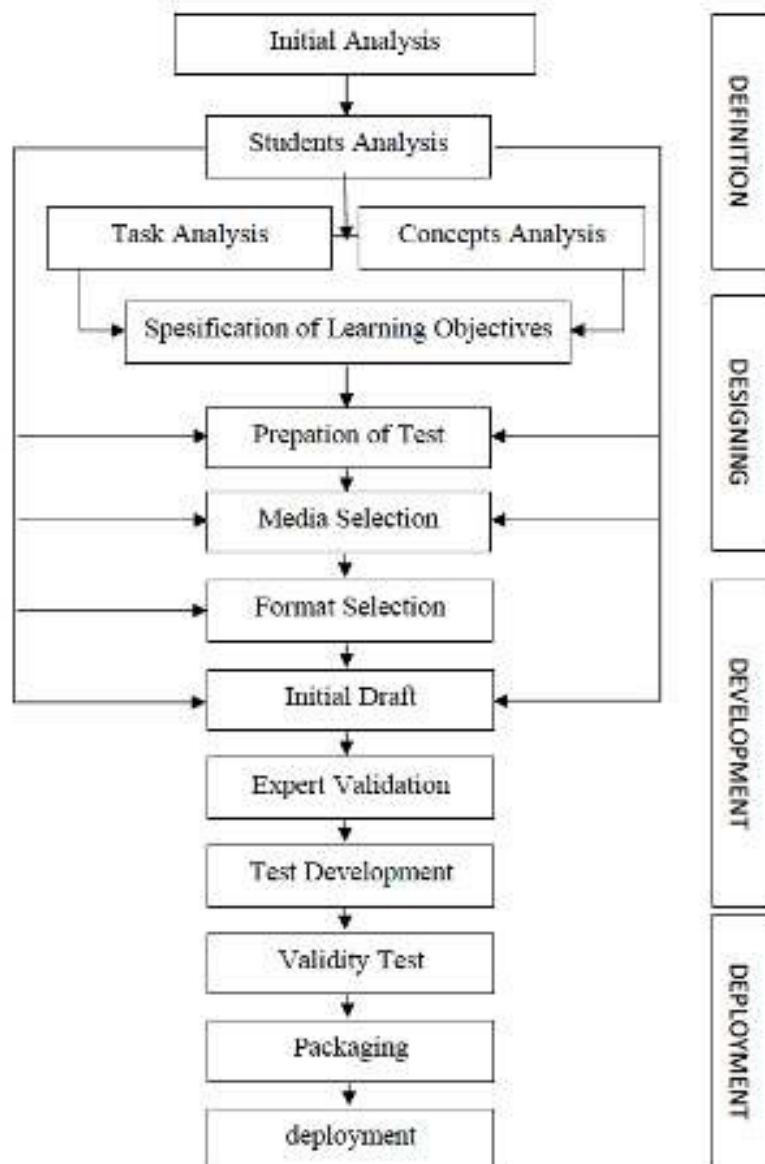 Initial Analysis
Students Analysis
Task Analysis
Concepts Analysis
Spesification of Learning Objectives
Prepation of Test
Media Selection
Format Selection
Initial Draft
Expert Validation
Test Development
Validity Test
Packaging
deployment
DEFINITION
DESIGNING
DEVELOPMENT
DEPLOYMENT